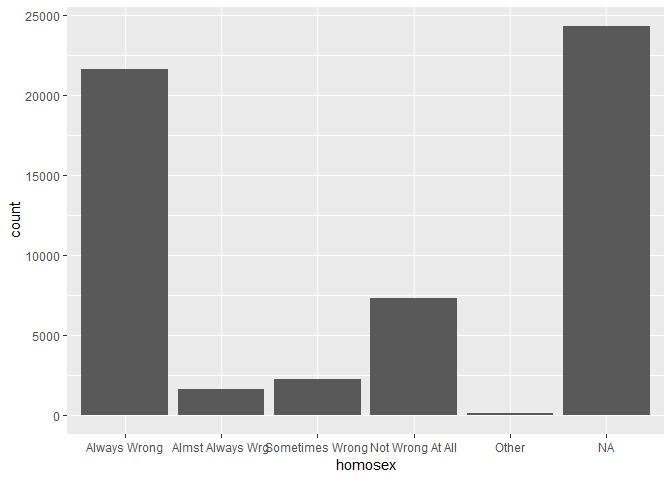 25000
20000
15000
10000
5000
0
count
Always Wrong Almst Always Wrg Sometimes Wrong Not Wrong At All Other NA
homosex